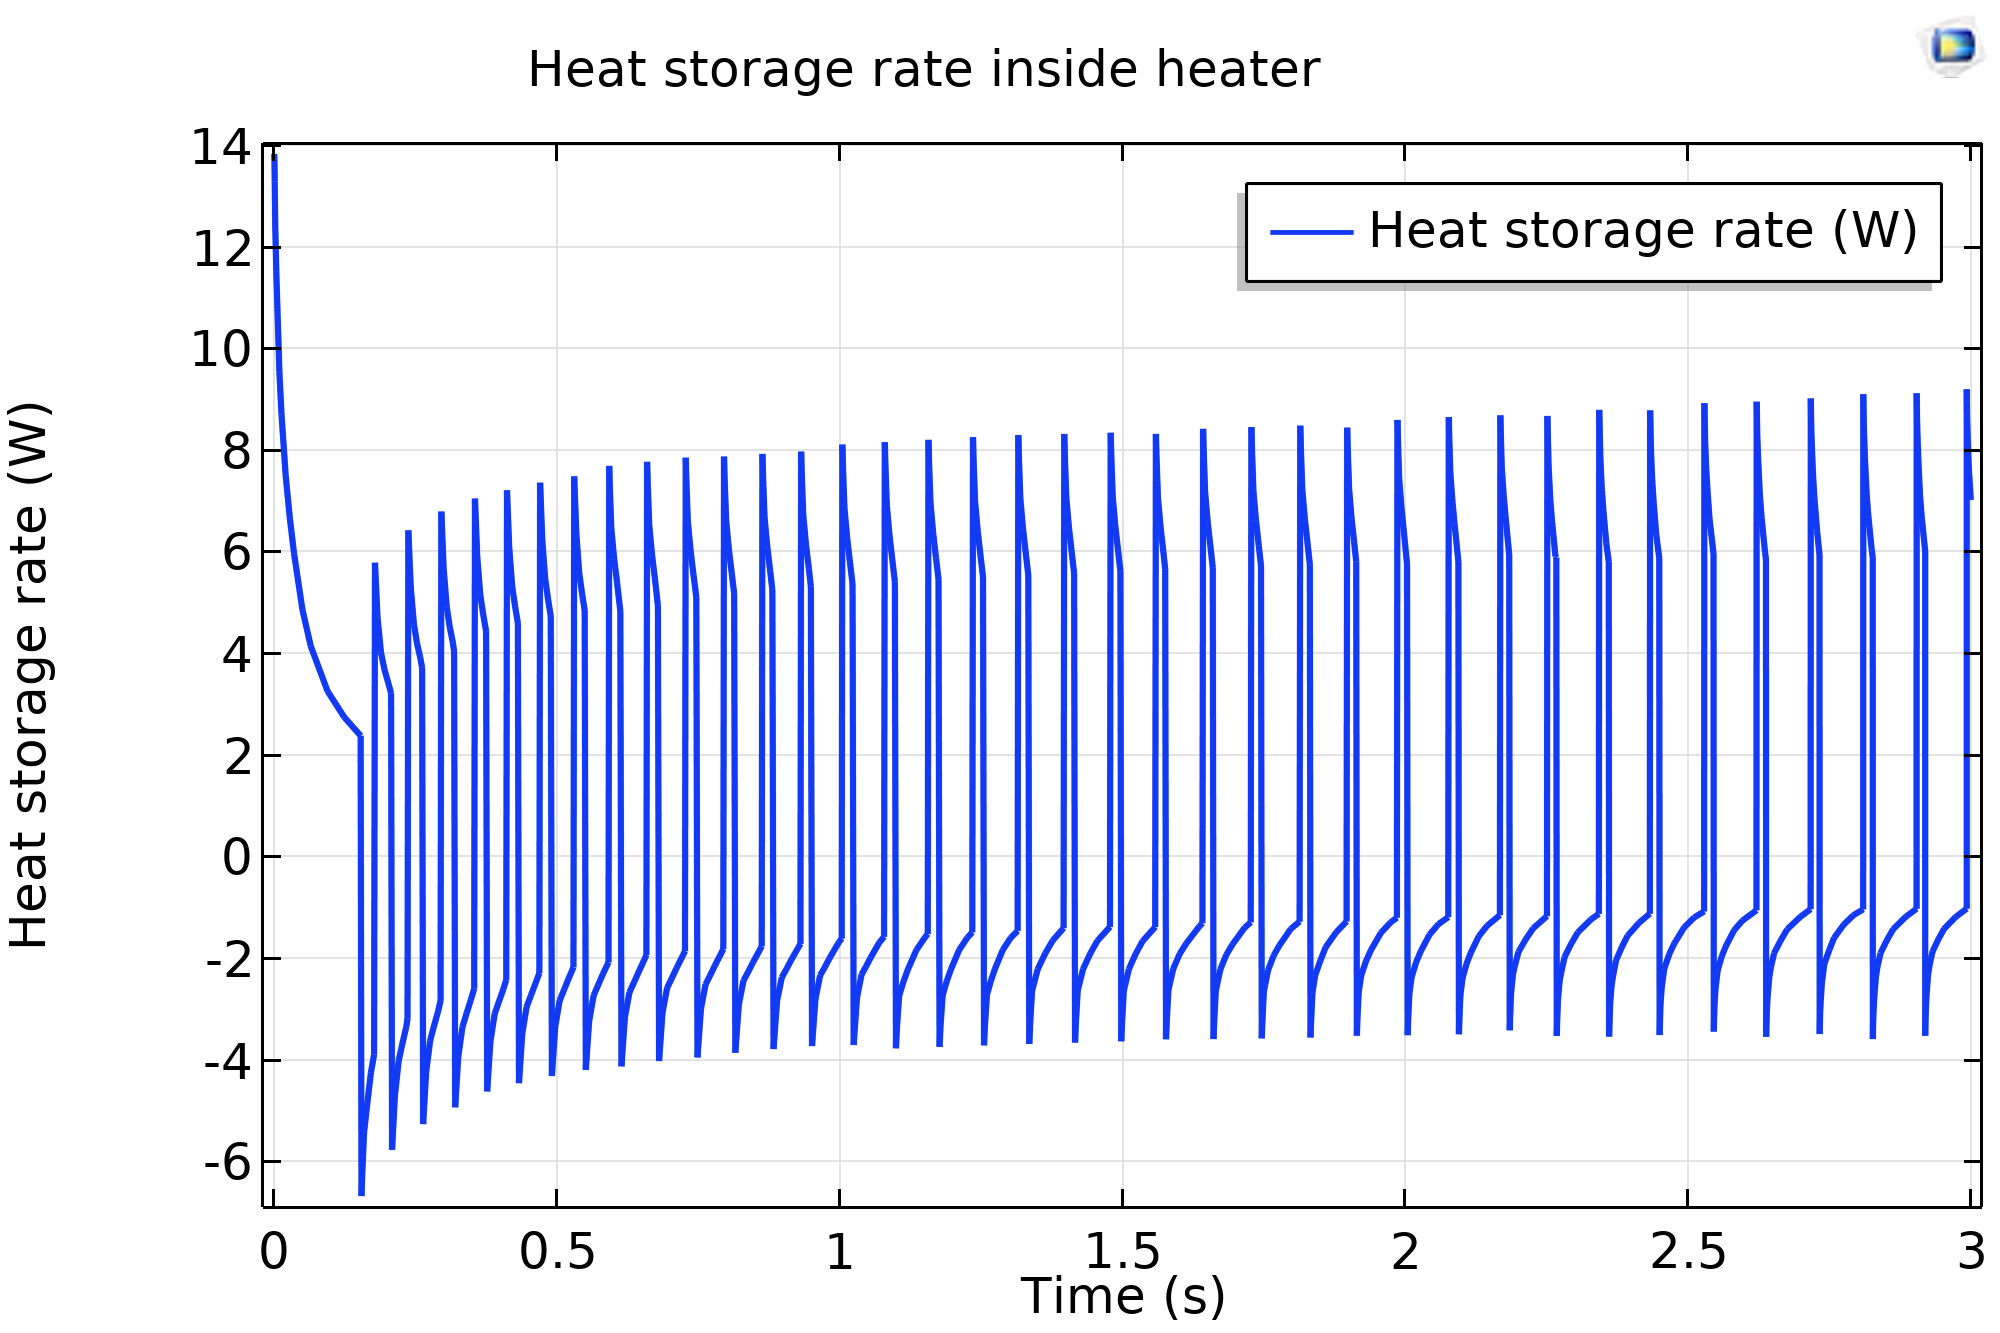 Heat storage rate inside heater
14
12
10
8
6
4
2
0
-2
-4
-6
Heat storage rate (W)
Heat storage rate (W)
0 0.5 1 1.5 2 2.5 3
Time (s)